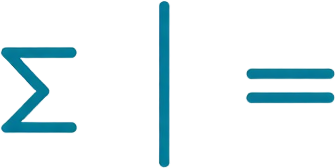 Σ | =